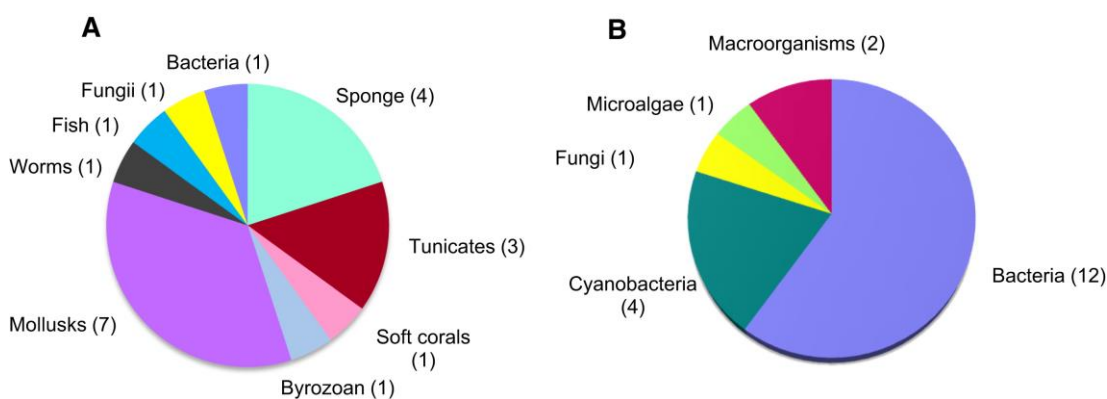 A
Bacteria (1)
Fungii (1)
Fish (1)
Worms (1)
Mollusks (7)
Byrozoan (1)
Soft corals
(1)
Tunicates (3)
Sponge (4)
B
Macroorganisms (2)
Microalgae (1)
Fungi (1)
Cyanobacteria
(4)
Bacteria (12)